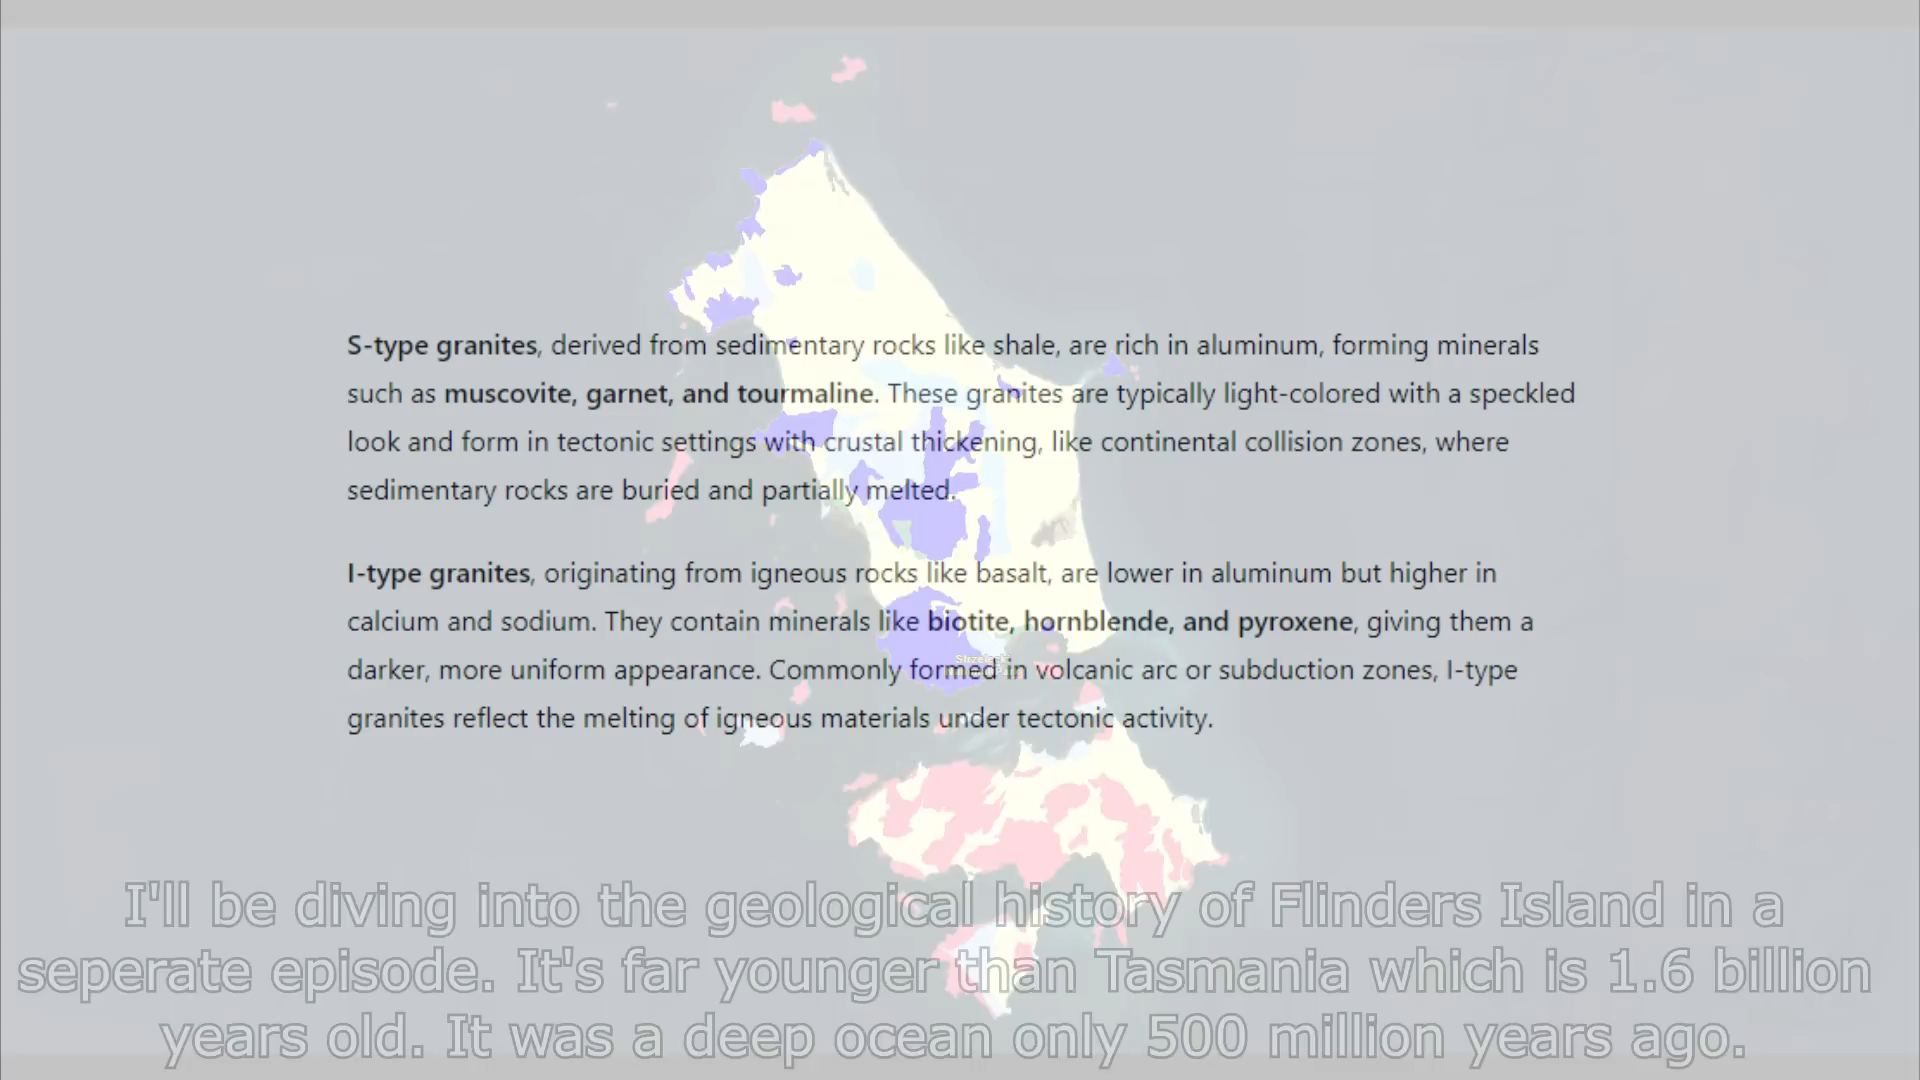 S-type granites, derived from sedimentary rocks like shale, are rich in aluminum, forming minerals
such as muscovite, garnet, and tourmaline. These granites are typically light-colored with a speckled
look and form in tectonic settings with crustal thickening, like continental collision zones, where
sedimentary rocks are buried and partially melted.
I-type granites, originating from igneous rocks like basalt, are lower in aluminum but higher in
calcium and sodium. They contain minerals like biotite, hornblende, and pyroxene, giving them a
darker, more uniform appearance. Commonly formed in volcanic arc or subduction zones, I-type
granites reflect the melting of igneous materials under tectonic activity.
I'll be diving into the geological history of Flinders Island in a
seperate episode. It's far younger than Tasmania which is 1.6 billion
years old. It was a deep ocean only 500 million years ago.